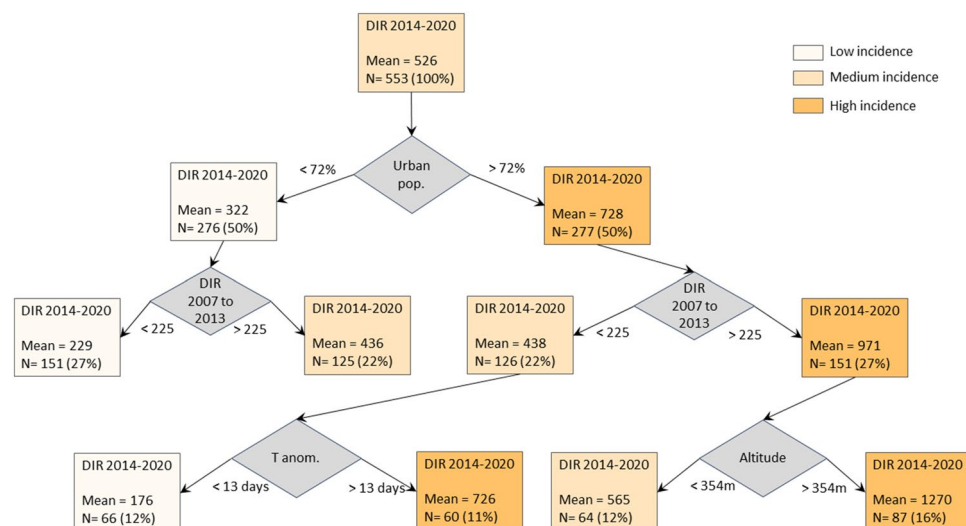 DIR 2014-2020
Mean = 526
N= 553 (100%)
Low incidence
Medium incidence
High incidence
Urban
pop.
< 72%
> 72%
DIR 2014-2020
Mean = 322
N= 276 (50%)
DIR 2014-2020
Mean = 728
N= 277 (50%)
DIR
2007 to
2013
< 225
> 225
DIR
2007 to
2013
< 225
> 225
DIR 2014-2020
Mean = 229
N= 151 (27%)
DIR 2014-2020
Mean = 436
N= 125 (22%)
DIR 2014-2020
Mean = 438
N= 126 (22%)
DIR 2014-2020
Mean = 971
N= 151 (27%)
T anom.
< 13 days
> 13 days
Altitude
< 354m
> 354m
DIR 2014-2020
Mean = 176
N= 66 (12%)
DIR 2014-2020
Mean = 726
N= 60 (11%)
DIR 2014-2020
Mean = 565
N= 64 (12%)
DIR 2014-2020
Mean = 1270
N= 87 (16%)